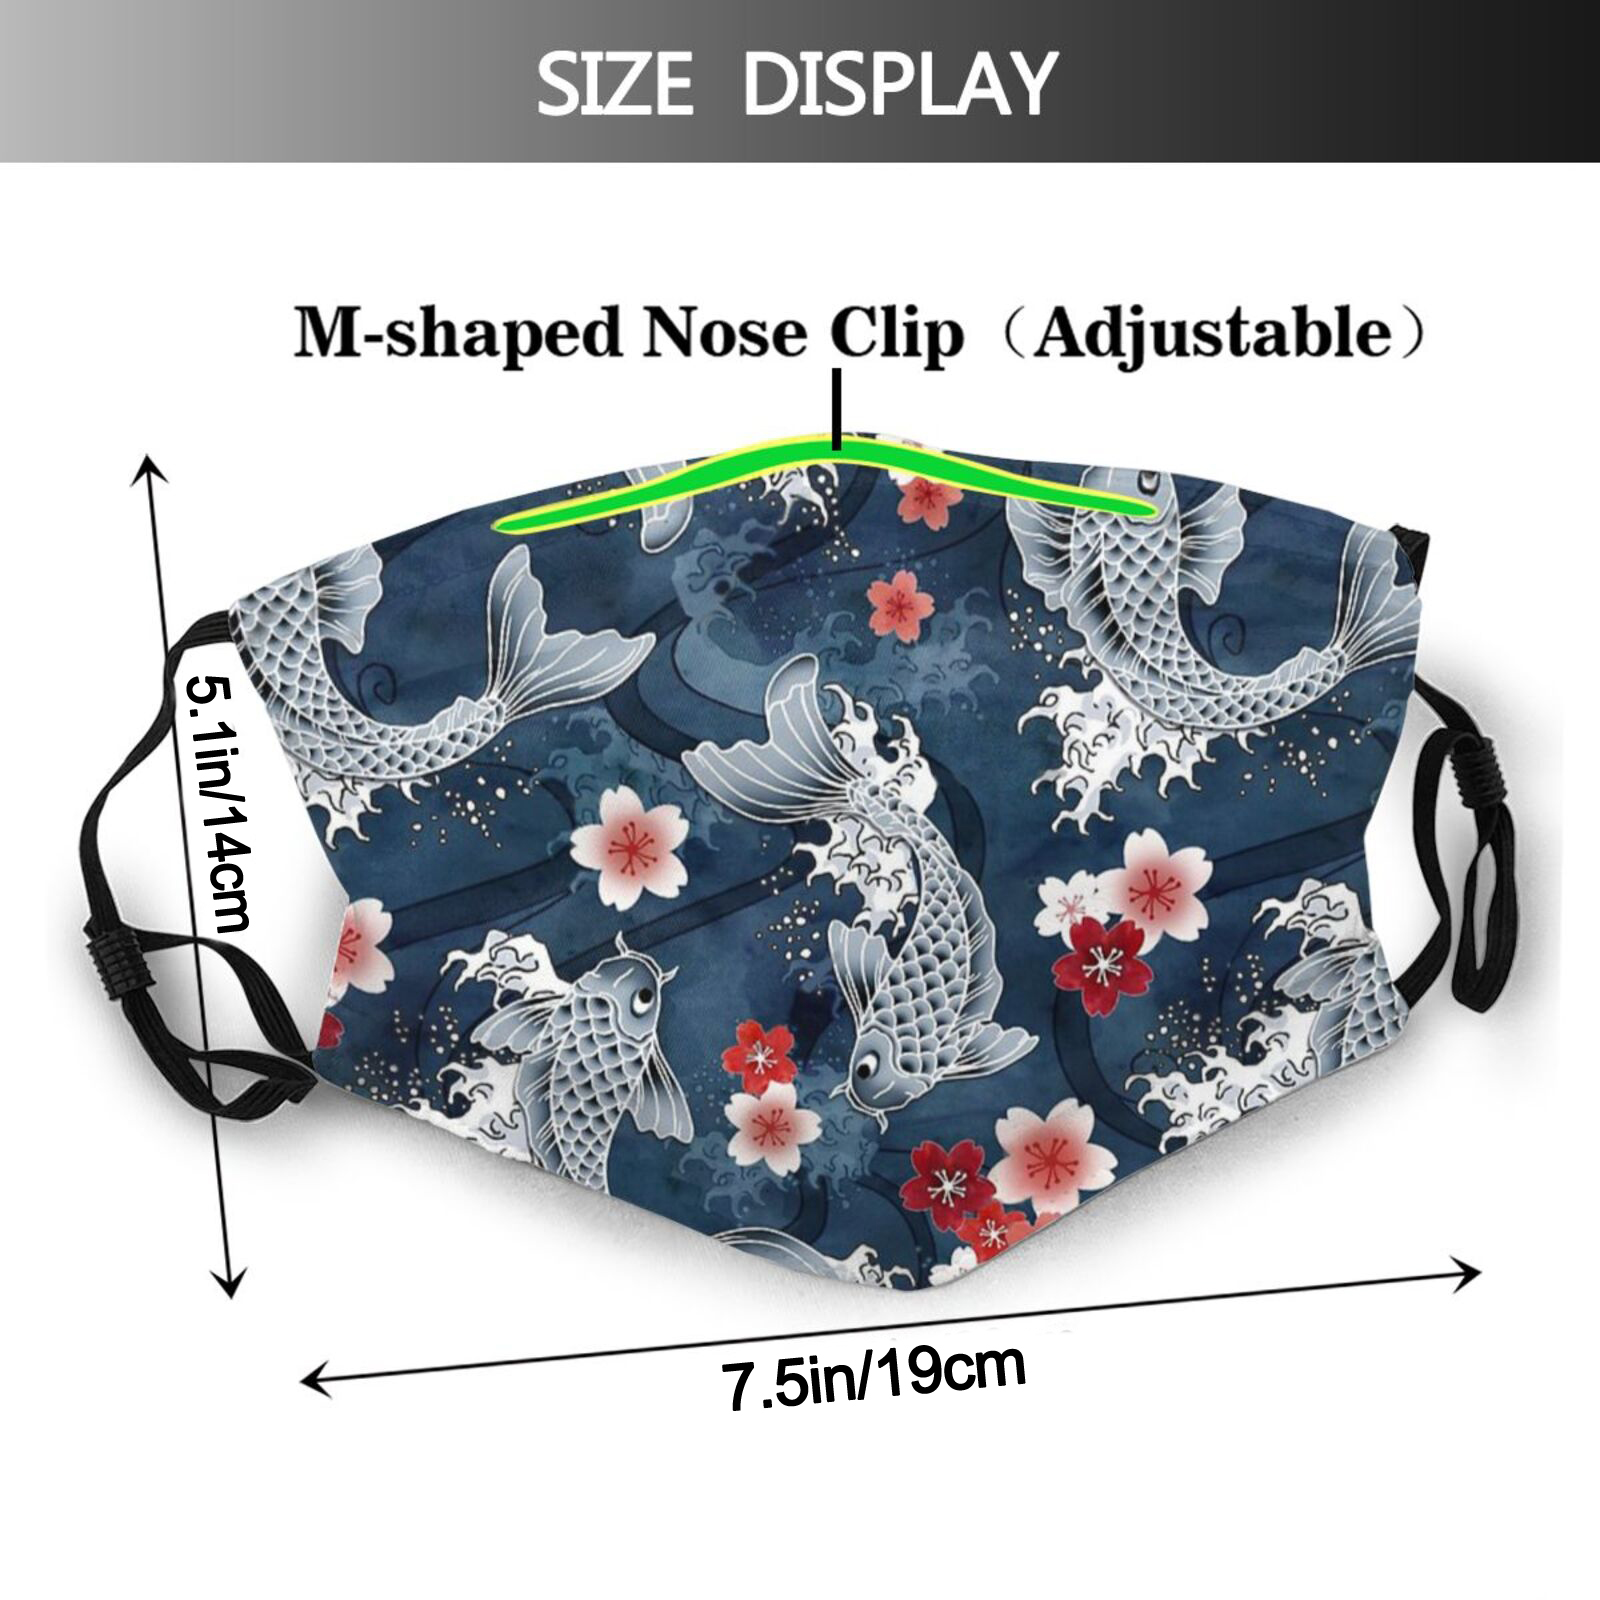 SIZE DISPLAY
M-shaped Nose Clip（Adjustable）
5.1in/14cm
7.5in/19cm